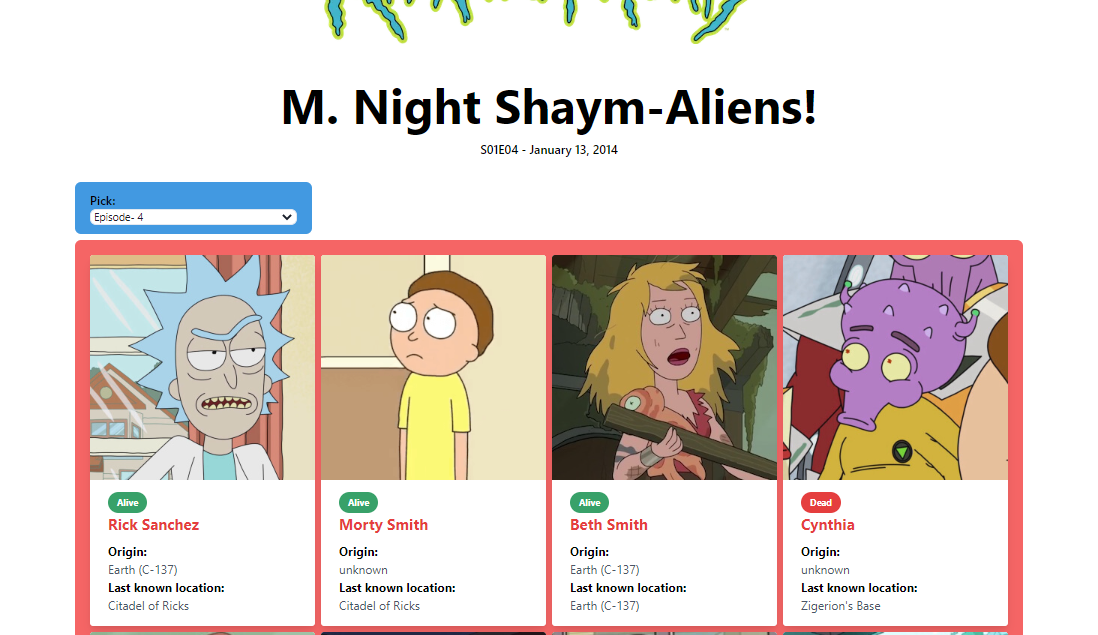 M. Night Shaym-Aliens!
S01E04 - January 13, 2014
Pick:
Episode- 4
Alive
Rick Sanchez
Origin:
Earth (C-137)
Last known location:
Citadel of Ricks
Alive
Morty Smith
Origin:
unknown
Last known location:
Citadel of Ricks
Alive
Beth Smith
Origin:
Earth (C-137)
Last known location:
Earth (C-137)
Dead
Cynthia
Origin:
unknown
Last known location:
Zigerion's Base